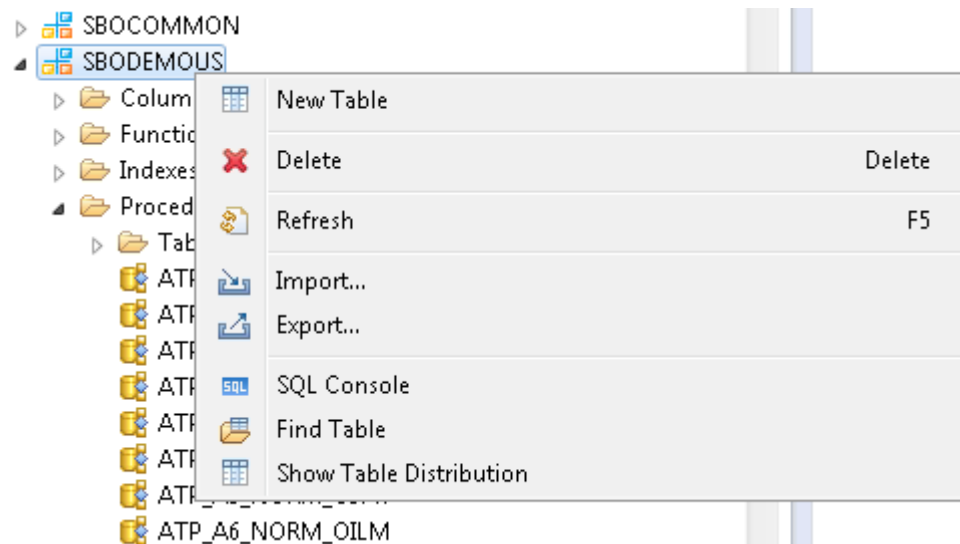 SBOCOMMON
SBODEMOUS
Colum
New Table
Functio
Delete Delete
Indexes
Proced
Refresh F5
Tab
ATP
Import...
ATP
Export...
ATP
ATP
SQL SQL Console
ATP
Find Table
ATP
Show Table Distribution
ATP_A6_NORM_OILM